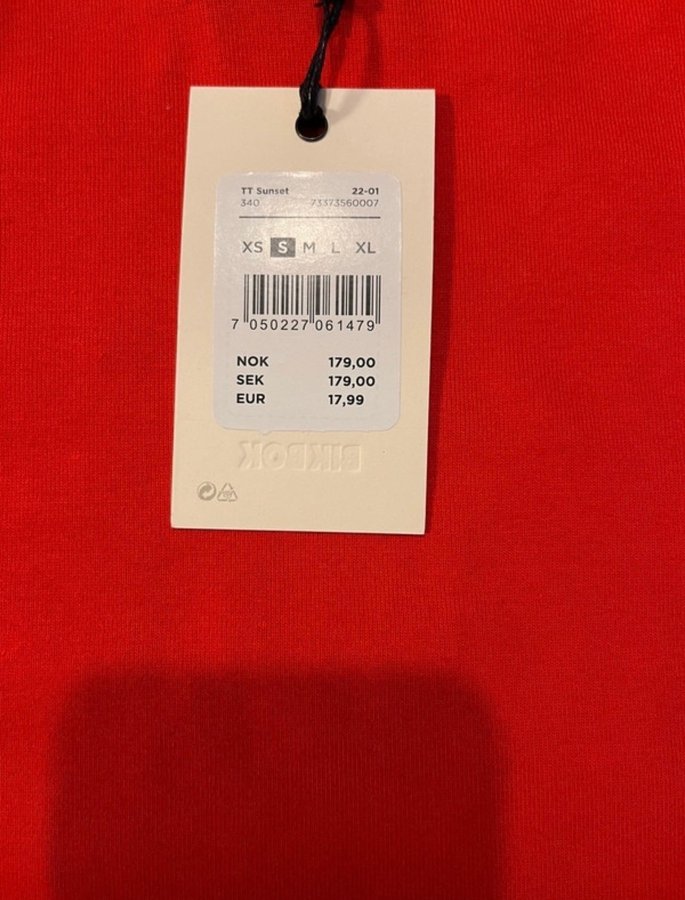 TT Sunset 22-01
340 73373560007
XS S M L XL
7 050227 061479
NOK 179,00
SEK 179,00
EUR 17,99
BIKBOK